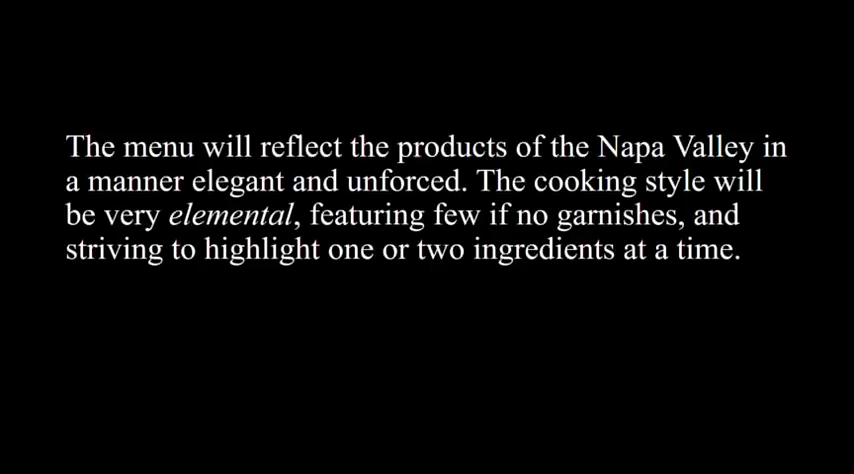 The menu will reflect the products of the Napa Valley in
a manner elegant and unforced. The cooking style will
be very elemental, featuring few if no garnishes, and
striving to highlight one or two ingredients at a time.